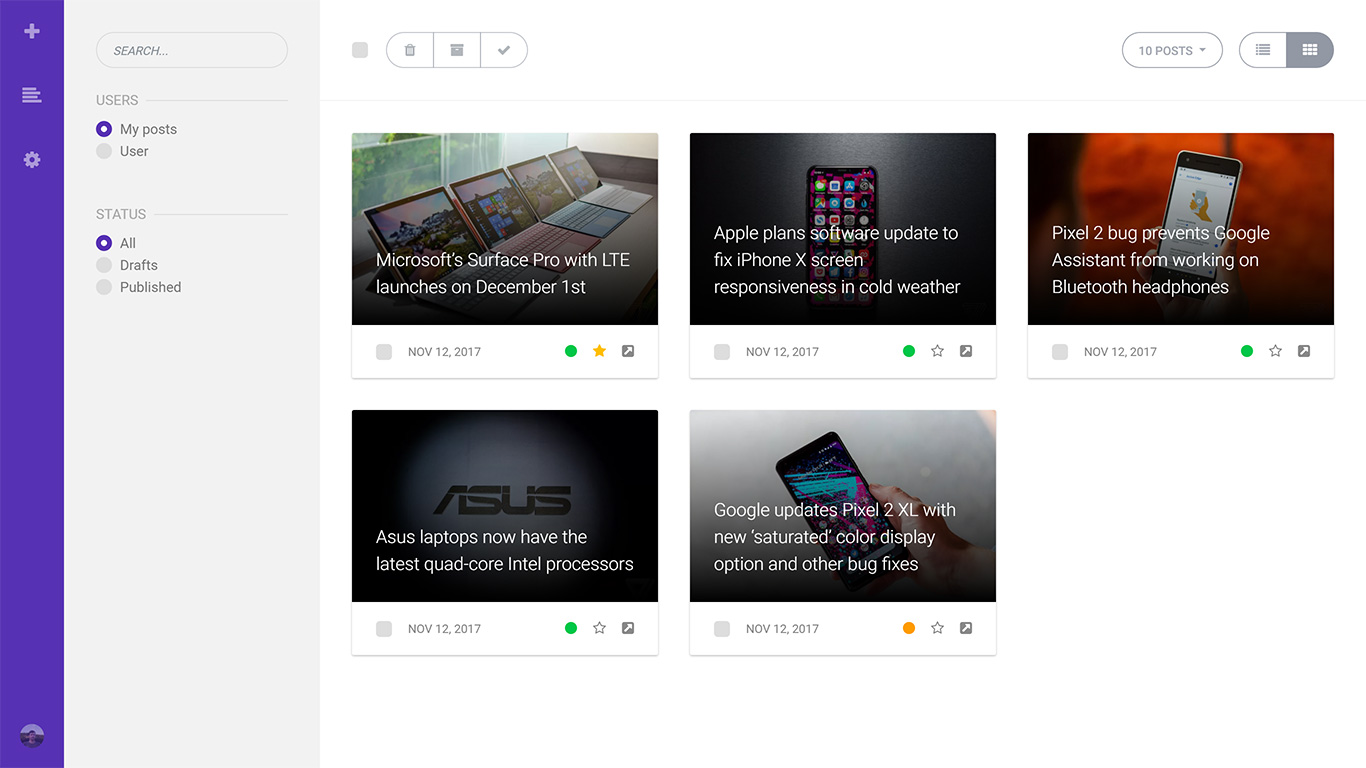 SEARCH...
USERS
My posts
User
STATUS
All
Drafts
Published
10 POSTS
Microsoft’s Surface Pro with LTE
launches on December 1st
NOV 12, 2017
Apple plans software update to
fix iPhone X screen
responsiveness in cold weather
NOV 12, 2017
Pixel 2 bug prevents Google
Assistant from working on
Bluetooth headphones
NOV 12, 2017
ASUS
Asus laptops now have the
latest quad-core Intel processors
NOV 12, 2017
Google updates Pixel 2 XL with
new ‘saturated’ color display
option and other bug fixes
NOV 12, 2017